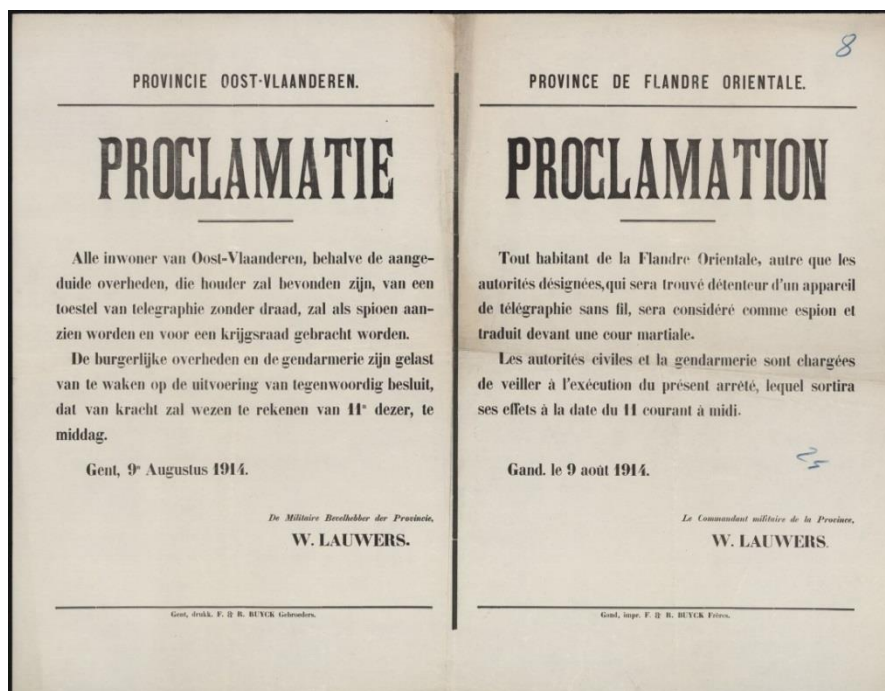 8
PROVINCIE OOST-VLAANDEREN.
PROCLAMATIE
Alle inwoner van Oost-Vlaanderen, behalve de aange-
duide overheden, die houder zal bevonden zijn, van een
toestel van telegraphie zonder draad, zal als spioen aan-
zien worden en voor een krijgsraad gebracht worden.
De burgerlijke overheden en de gendarmerie zijn gelast
van te waken op de uitvoering van tegenwoordig besluit,
dat van kracht zal wezen te rekenen van 11n dezer, te
middag.
Gent, 9n Augustus 1914.
De Militaire Bevelhebber der Provincie,
W. LAUWERS.
Gent, drukk. F. & R. BUYCK Gebroeders.
PROVINCE DE FLANDRE ORIENTALE.
PROCLAMATION
Tout habitant de la Flandre Orientale, autre que les
autorités désignées, qui sera trouvé détenteur d'un appareil
de télégraphie sans fil, sera considéré comme espion et
traduit devant une cour martiale.
Les autorités civiles et la gendarmerie sont chargées
de veiller à l'exécution du présent arrêté, lequel sortira
ses effets à la date du 11 courant à midi.
25
Gand. le 9 août 1914.
Le Commandant militaire de la Province,
W. LAUWERS.
Gand, impr. F. & R. BUYCK Frères.